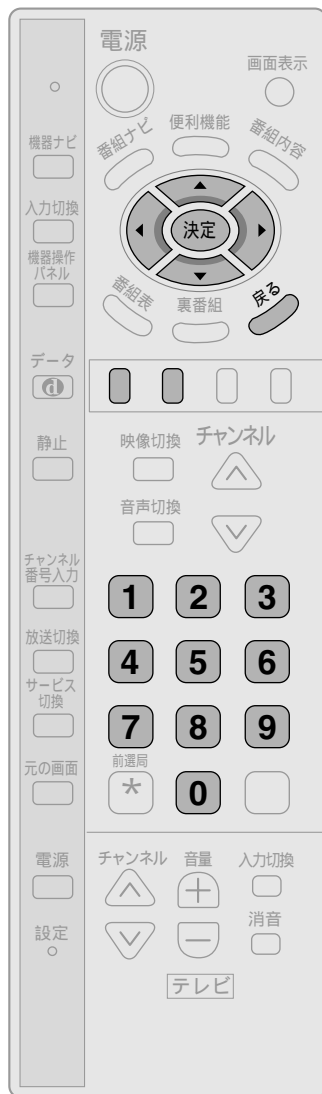 電源
画面表示
機器ナビ
番組ナビ
便利機能
番組内容
入力切換
決定
機器操作
パネル
番組表
裏番組
戻る
データ
d
静止
映像切換
チャンネル
音声切換
チャンネル
番号入力
1 2 3
放送切換
4 5 6
サービス
切換
7 8 9
元の画面
前選局
* 0
電源
チャンネル
音量
入力切換
消音
設定
テレビ